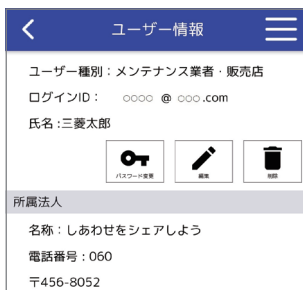 ユーザー情報
ユーザー種別：メンテナンス業者・販売店
ログインID： ○○○○ @ ○○○.com
氏名 :三菱太郎
パスワード変更 編集 削除
所属法人
名称：しあわせをシェアしよう
電話番号 : 060
〒456-8052